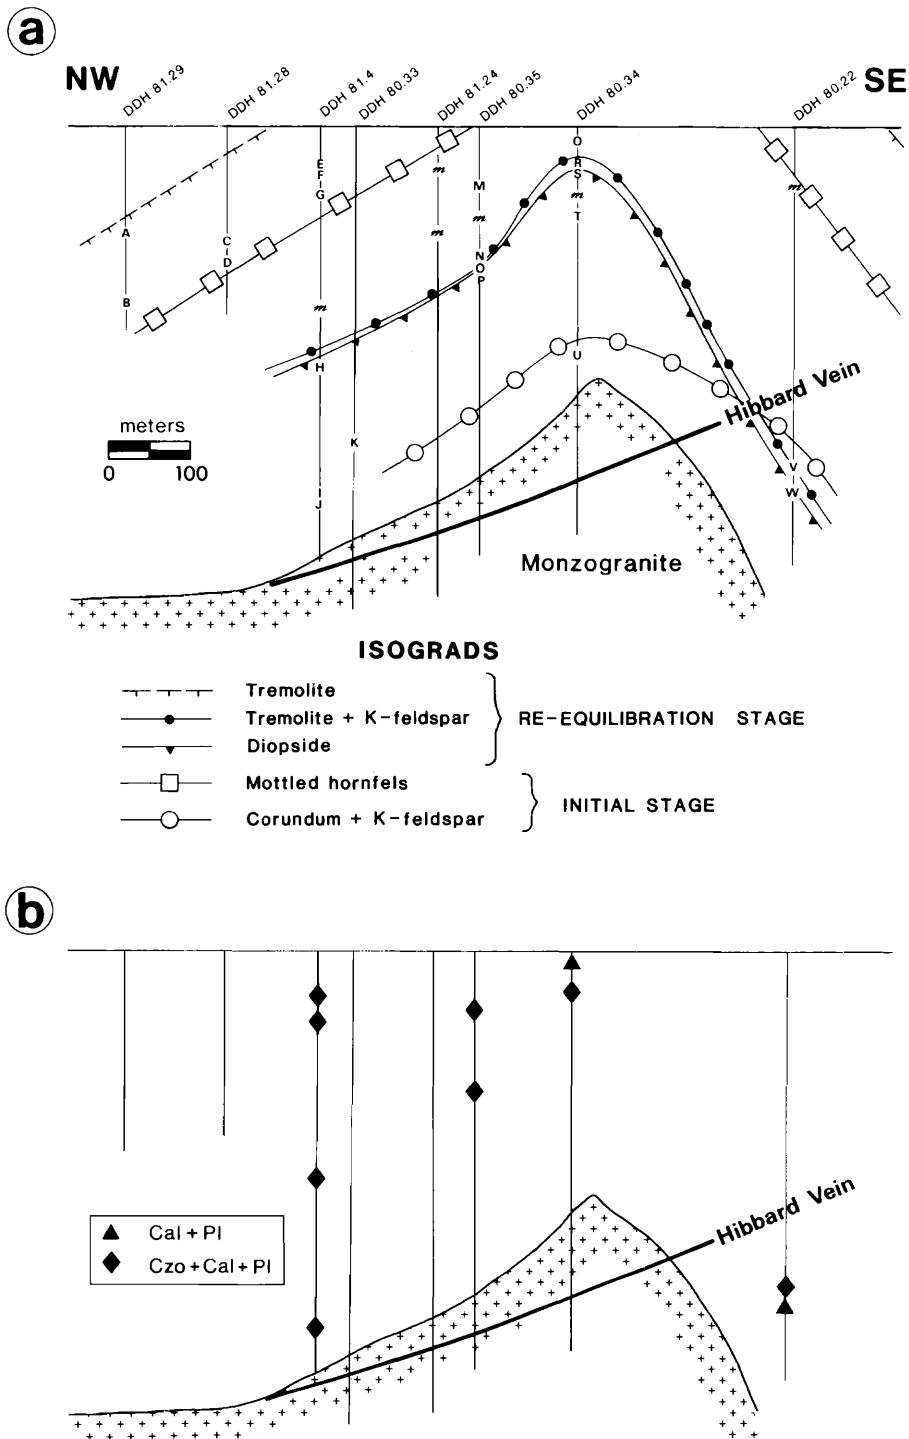 a
NW
DDH 81.29
DDH 81.28
DDH 81.4
DDH 80.33
DDH 81.24
DDH 80.35
DDH 80.34
DDH 80.22
SE
A
B
C
D
E
F
G
m
H
J
K
m
m
M
m
N
O
P
O
R
S
m
T
U
m
V
W
meters
0 100
Hibbard Vein
Monzogranite
ISOGRADS
Tremolite
Tremolite + K-feldspar
Diopside
RE-EQUILIBRATION STAGE
Mottled hornfels
Corundum + K-feldspar
INITIAL STAGE
b
Cal + Pl
Czo + Cal + Pl
Hibbard Vein